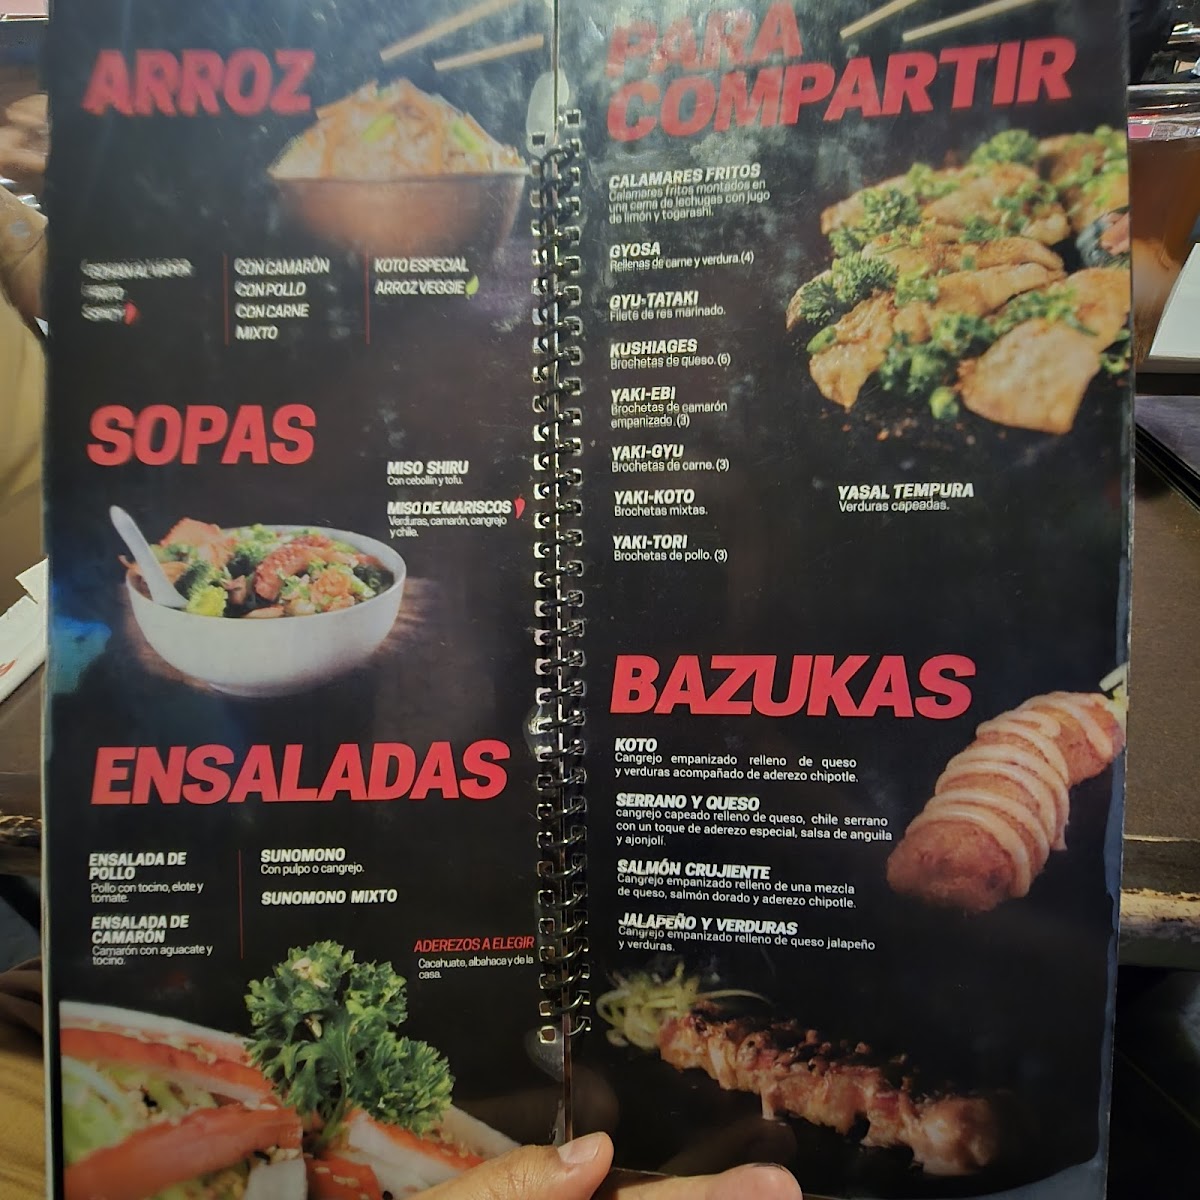 ARROZ
GOHAN AL VAPOR
FRITO
SPICY
CON CAMARÓN
CON POLLO
CON CARNE
MIXTO
KOTO ESPECIAL
ARROZ VEGGIE
SOPAS
MISO SHIRU
Con cebollín y tofu.
MISO DE MARISCOS
Verduras, camarón, cangrejo
y chile.
ENSALADAS
ENSALADA DE
POLLO
Pollo con tocino, elote y
tomate.
ENSALADA DE
CAMARÓN
Camarón con aguacate y
tocino.
SUNOMONO
Con pulpo o cangrejo.
SUNOMONO MIXTO
ADEREZOS A ELEGIR
Cacahuate, albahaca y de la
casa.
PARA
COMPARTIR
CALAMARES FRITOS
Calamares fritos montados en
una cama de lechugas con jugo
de limón y togarashi.
GYOSA
Rellenas de carne y verdura.(4)
GYU-TATAKI
Filete de res marinado.
KUSHIAGES
Brochetas de queso.(6)
YAKI-EBI
Brochetas de camarón
empanizado.(3)
YAKI-GYU
Brochetas de carne.(3)
YAKI-KOTO
Brochetas mixtas.
YAKI-TORI
Brochetas de pollo.(3)
YASAL TEMPURA
Verduras capeadas.
BAZUKAS
KOTO
Cangrejo empanizado relleno de queso
y verduras acompañado de aderezo chipotle.
SERRANO Y QUESO
cangrejo capeado relleno de queso, chile serrano
con un toque de aderezo especial, salsa de anguila
y ajonjolí.
SALMÓN CRUJIENTE
Cangrejo empanizado relleno de una mezcla
de queso, salmón dorado y aderezo chipotle.
JALAPEÑO Y VERDURAS
Cangrejo empanizado relleno de queso jalapeño
y verduras.